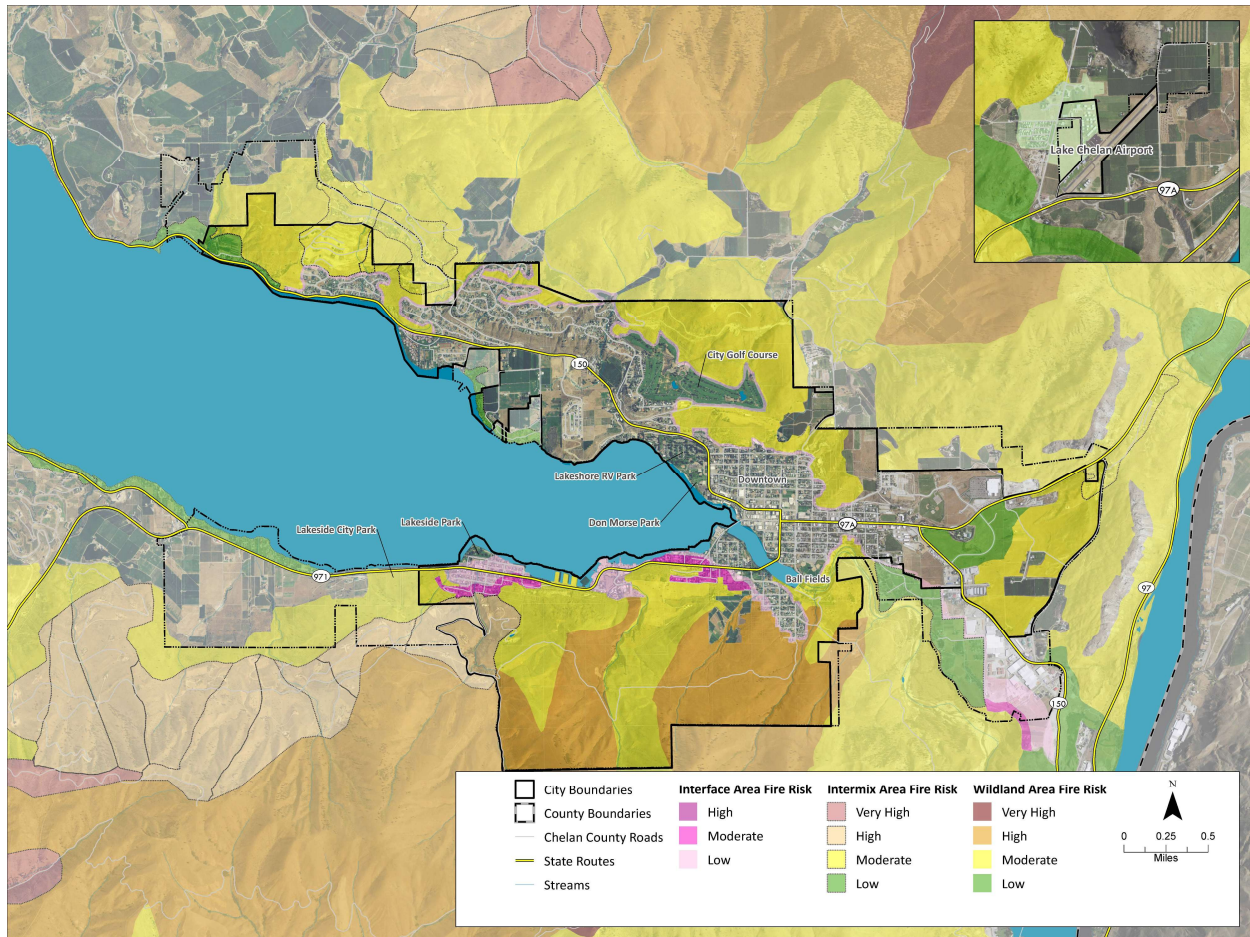 Lake Chelan Airport
97A
City Golf Course
150
Lakeshore RV Park
Downtown
Don Morse Park
Lakeside Park
Lakeside City Park
97A
971
Ball Fields
97
150
City Boundaries
County Boundaries
Chelan County Roads
State Routes
Streams
Interface Area Fire Risk
High
Moderate
Low
Intermix Area Fire Risk
Very High
High
Moderate
Low
Wildland Area Fire Risk
Very High
High
Moderate
Low
N
0 0.25 0.5
Miles